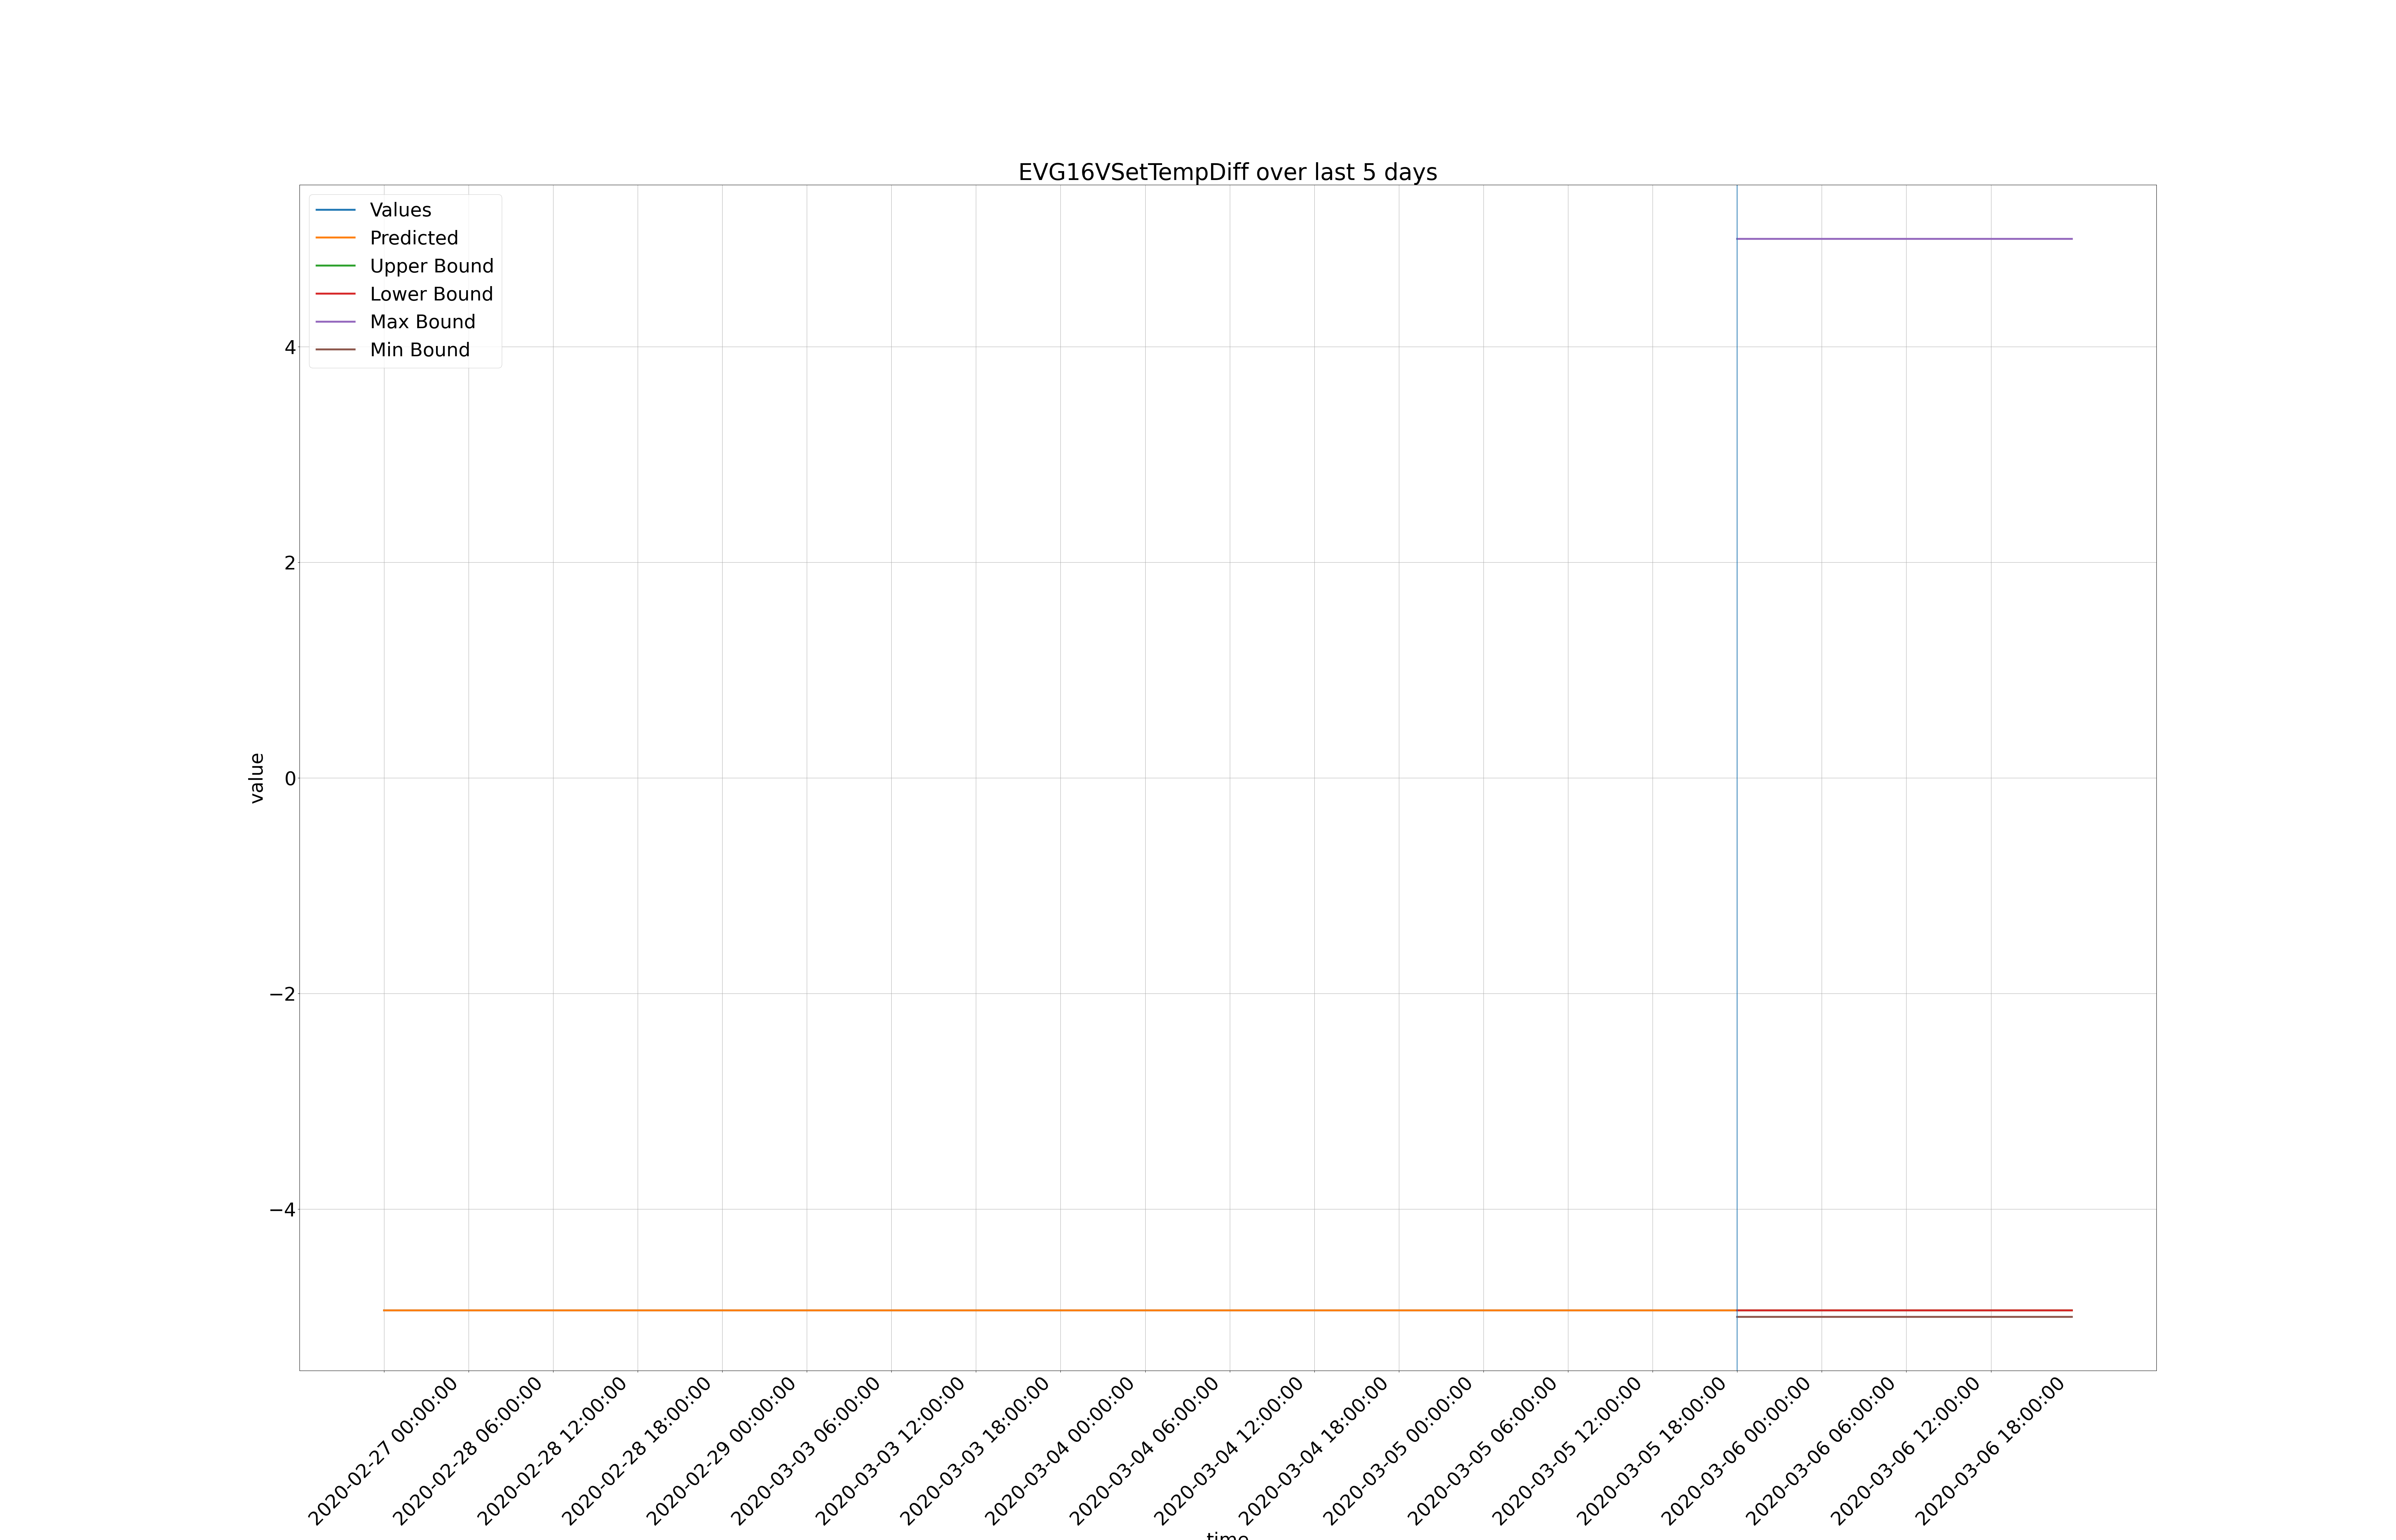 EVG16VSetTempDiff over last 5 days
Values
Predicted
Upper Bound
Lower Bound
Max Bound
Min Bound
4
2
0
−2
−4
value
2020-02-27 00:00:00
2020-02-28 06:00:00
2020-02-28 12:00:00
2020-02-28 18:00:00
2020-02-29 00:00:00
2020-03-03 06:00:00
2020-03-03 12:00:00
2020-03-03 18:00:00
2020-03-04 00:00:00
2020-03-04 06:00:00
2020-03-04 12:00:00
2020-03-04 18:00:00
2020-03-05 00:00:00
2020-03-05 06:00:00
2020-03-05 12:00:00
2020-03-05 18:00:00
2020-03-06 00:00:00
2020-03-06 06:00:00
2020-03-06 12:00:00
2020-03-06 18:00:00
time